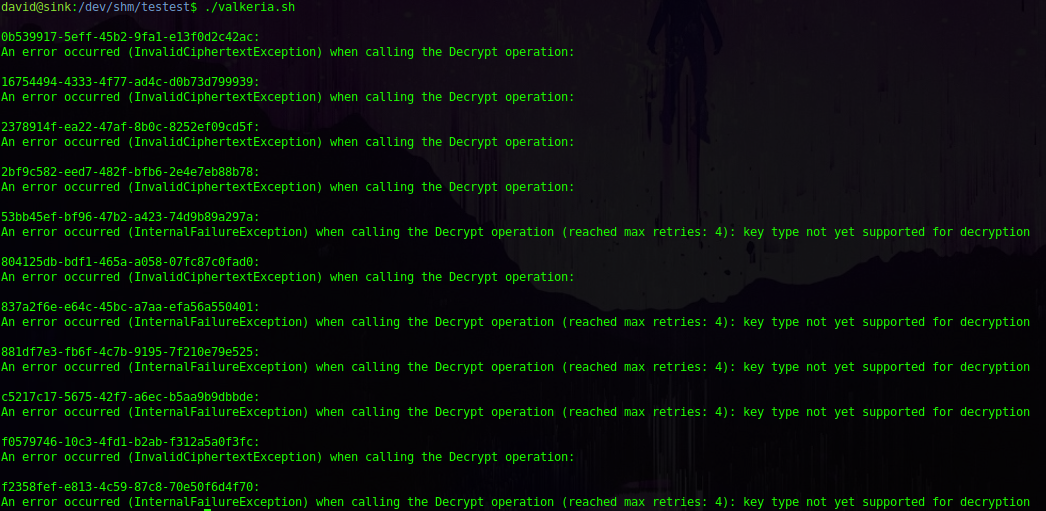 david@sink:/dev/shm/testest$ ./valkeria.sh
0b539917-5eff-45b2-9fa1-e13f0d2c42ac:
An error occurred (InvalidCiphertextException) when calling the Decrypt operation:
16754494-4333-4f77-ad4c-d0b73d799939:
An error occurred (InvalidCiphertextException) when calling the Decrypt operation:
2378914f-ea22-47af-8b0c-8252ef09cd5f:
An error occurred (InvalidCiphertextException) when calling the Decrypt operation:
2bf9c582-eed7-482f-bfb6-2e4e7eb88b78:
An error occurred (InvalidCiphertextException) when calling the Decrypt operation:
53bb45ef-bf96-47b2-a423-74d9b89a297a:
An error occurred (InternalFailureException) when calling the Decrypt operation (reached max retries: 4): key type not yet supported for decryption
804125db-bdf1-465a-a058-07fc87c0fad0:
An error occurred (InvalidCiphertextException) when calling the Decrypt operation:
837a2f6e-e64c-45bc-a7aa-efa56a550401:
An error occurred (InternalFailureException) when calling the Decrypt operation (reached max retries: 4): key type not yet supported for decryption
881df7e3-fb6f-4c7b-9195-7f210e79e525:
An error occurred (InternalFailureException) when calling the Decrypt operation (reached max retries: 4): key type not yet supported for decryption
c5217c17-5675-42f7-a6ec-b5aa9b9dbbde:
An error occurred (InternalFailureException) when calling the Decrypt operation (reached max retries: 4): key type not yet supported for decryption
f0579746-10c3-4fd1-b2ab-f312a5a0f3fc:
An error occurred (InvalidCiphertextException) when calling the Decrypt operation:
f2358fef-e813-4c59-87c8-70e50f6d4f70:
An error occurred (InternalFailureException) when calling the Decrypt operation (reached max retries: 4): key type not yet supported for decryption